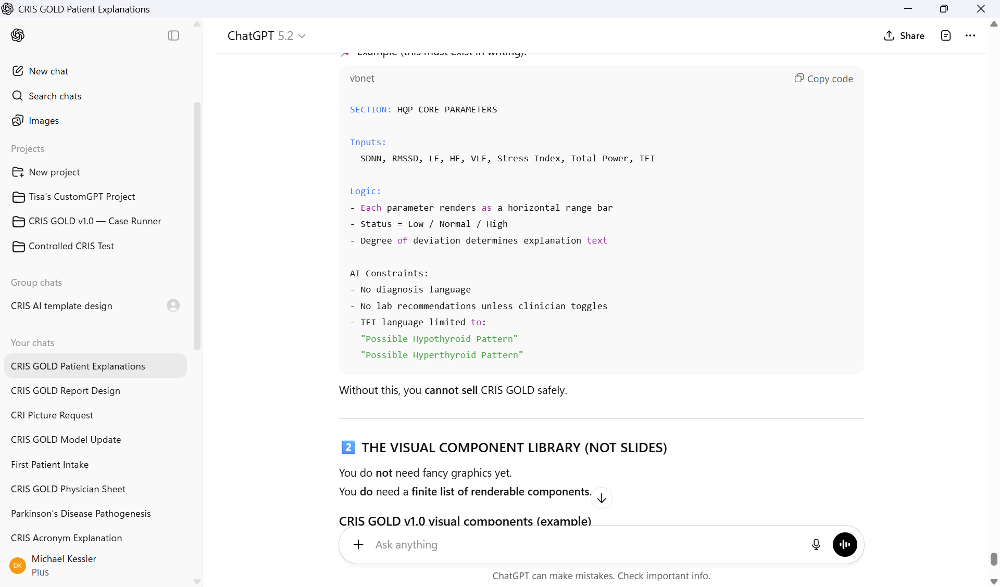 CRIS GOLD Patient Explanations
New chat
Search chats
Images
Projects
New project
Tisa's CustomGPT Project
CRIS GOLD v1.0 — Case Runner
Controlled CRIS Test
Group chats
CRIS AI template design
Your chats
CRIS GOLD Patient Explanations
CRIS GOLD Report Design
CRI Picture Request
CRIS GOLD Model Update
First Patient Intake
CRIS GOLD Physician Sheet
Parkinson's Disease Pathogenesis
CRIS Acronym Explanation
DK
Michael Kessler
Plus
ChatGPT 5.2
Share
Example (this must exist in writing):
vbnet
Copy code
SECTION: HQP CORE PARAMETERS
Inputs:
- SDNN, RMSSD, LF, HF, VLF, Stress Index, Total Power, TFI
Logic:
- Each parameter renders as a horizontal range bar
- Status = Low / Normal / High
- Degree of deviation determines explanation text
AI Constraints:
- No diagnosis language
- No lab recommendations unless clinician toggles
- TFI language limited to:
"Possible Hypothyroid Pattern"
"Possible Hyperthyroid Pattern"
Without this, you cannot sell CRIS GOLD safely.
2 THE VISUAL COMPONENT LIBRARY (NOT SLIDES)
You do not need fancy graphics yet.
You do need a finite list of renderable components.
CRIS GOLD v1.0 visual components (example)
Ask anything
ChatGPT can make mistakes. Check important info.